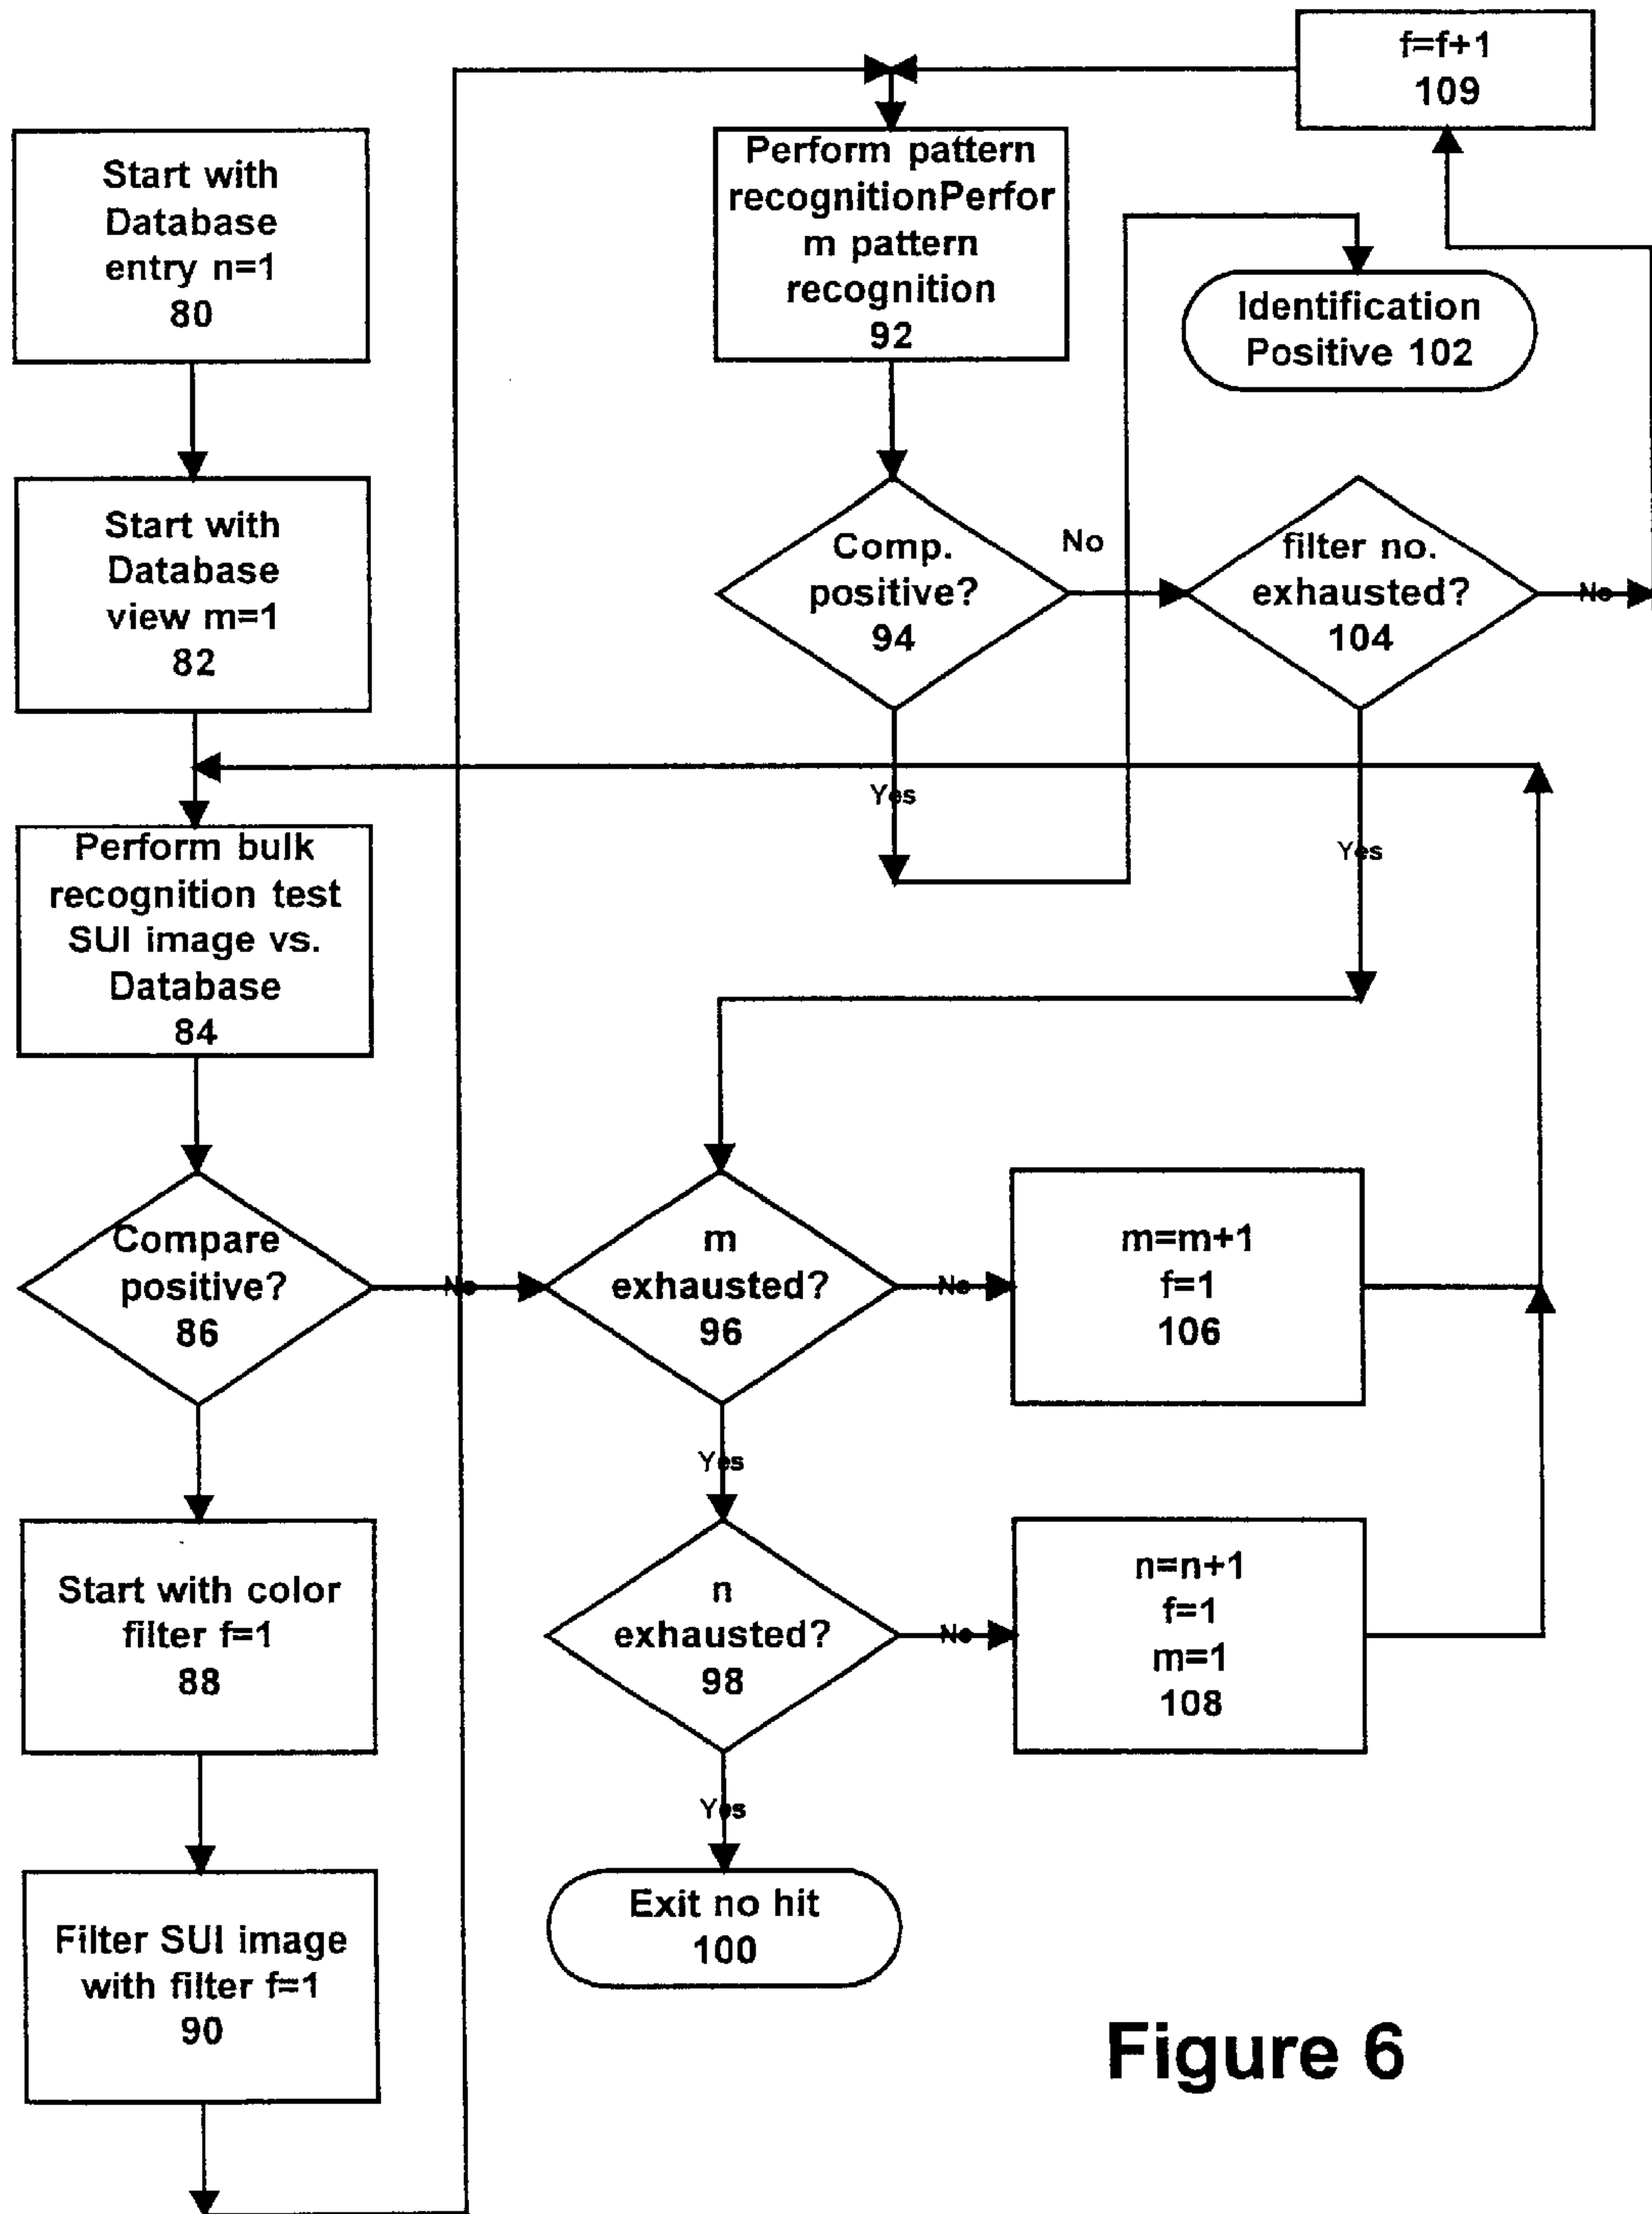 Start with
Database
entry n=1
80
Start with
Database
view m=1
82
Perform bulk
recognition test
SUI image vs.
Database
84
Compare
positive?
86
No
Start with color
filter f=1
88
Filter SUI image
with filter f=1
90
f=f+1
109
Perform pattern
recognitionPerfor
m pattern
recognition
92
Identification
Positive 102
Comp.
positive?
94
No
Yes
filter no.
exhausted?
104
No
Yes
m
exhausted?
96
No
Yes
m=m+1
f=1
106
n
exhausted?
98
No
Yes
n=n+1
f=1
m=1
108
Exit no hit
100
Figure 6